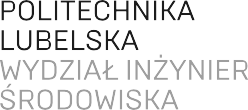 POLITECHNIKA
LUBELSKA
WYDZIAŁ INŻYNIER
ŚRODOWISKA